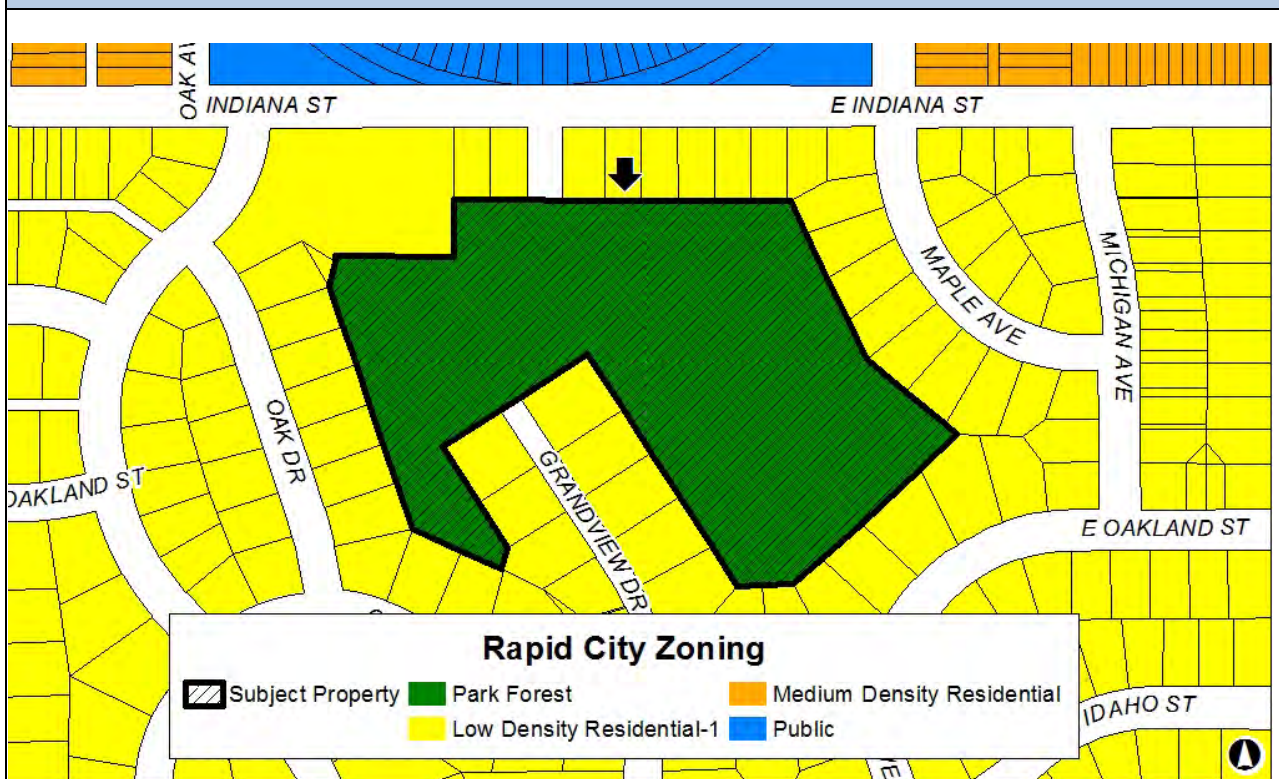 OAK AV
INDIANA ST
E INDIANA ST
MAPLE AVE
MICHIGAN AVE
OAK DR
GRANDVIEW DR
OAKLAND ST
E OAKLAND ST
Rapid City Zoning
Subject Property
Park Forest
Medium Density Residential
Low Density Residential-1
Public
IDAHO ST
VE